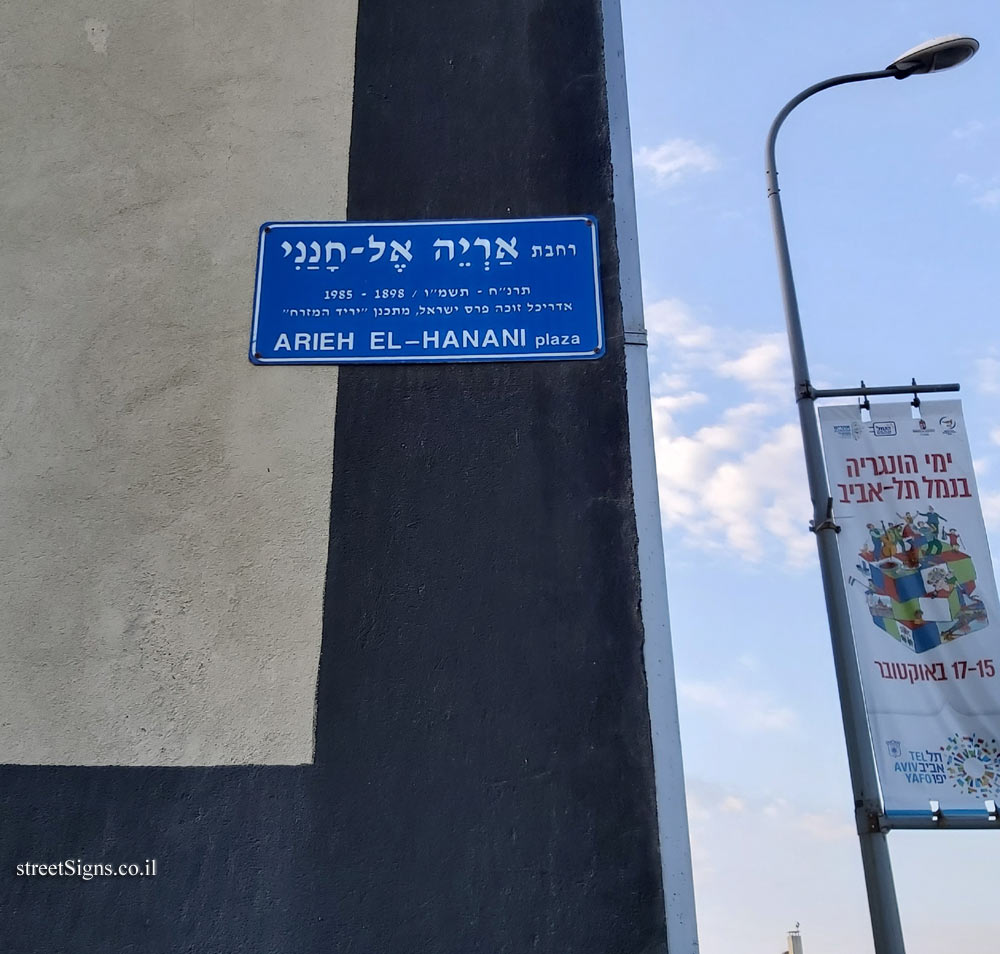 רחבת אַרְיֵה אֶל-חָנַנִי
תרנ"ח - תשמ"ו / 1898 - 1985
אדריכל זוכה פרס ישראל, מתכנן "יריד המזרח"
ARIEH EL-HANANI plaza
ימי הונגריה
בנמל תל-אביב
17-15 באוקטובר
תל TEL
אביב AVIV
יפו YAFO
streetSigns.co.il